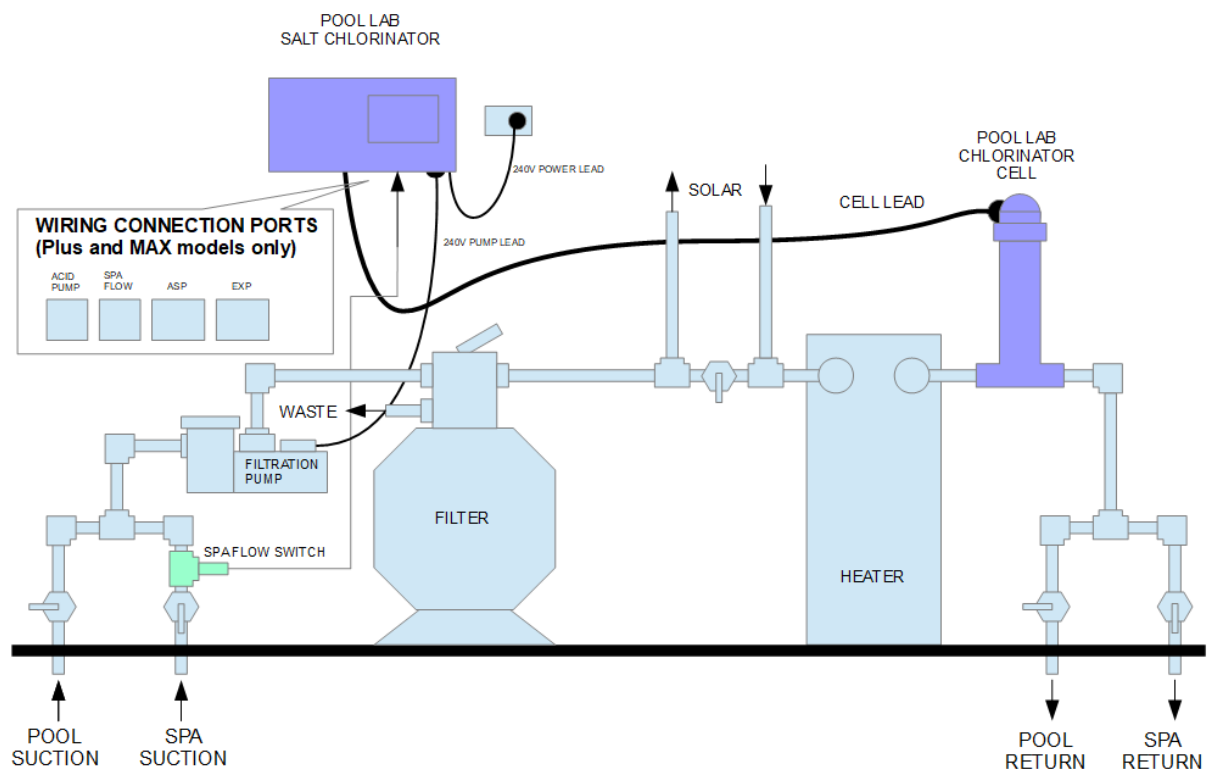 POOL LAB
SALT CHLORINATOR
240V POWER LEAD
POOL LAB
CHLORINATOR
CELL
SOLAR
CELL LEAD
WIRING CONNECTION PORTS
(Plus and MAX models only)
240V PUMP LEAD
ACID
PUMP
SPA
FLOW
ASP
EXP
WASTE
FILTRATION
PUMP
FILTER
SPA FLOW SWITCH
HEATER
POOL
SUCTION
SPA
SUCTION
POOL
RETURN
SPA
RETURN